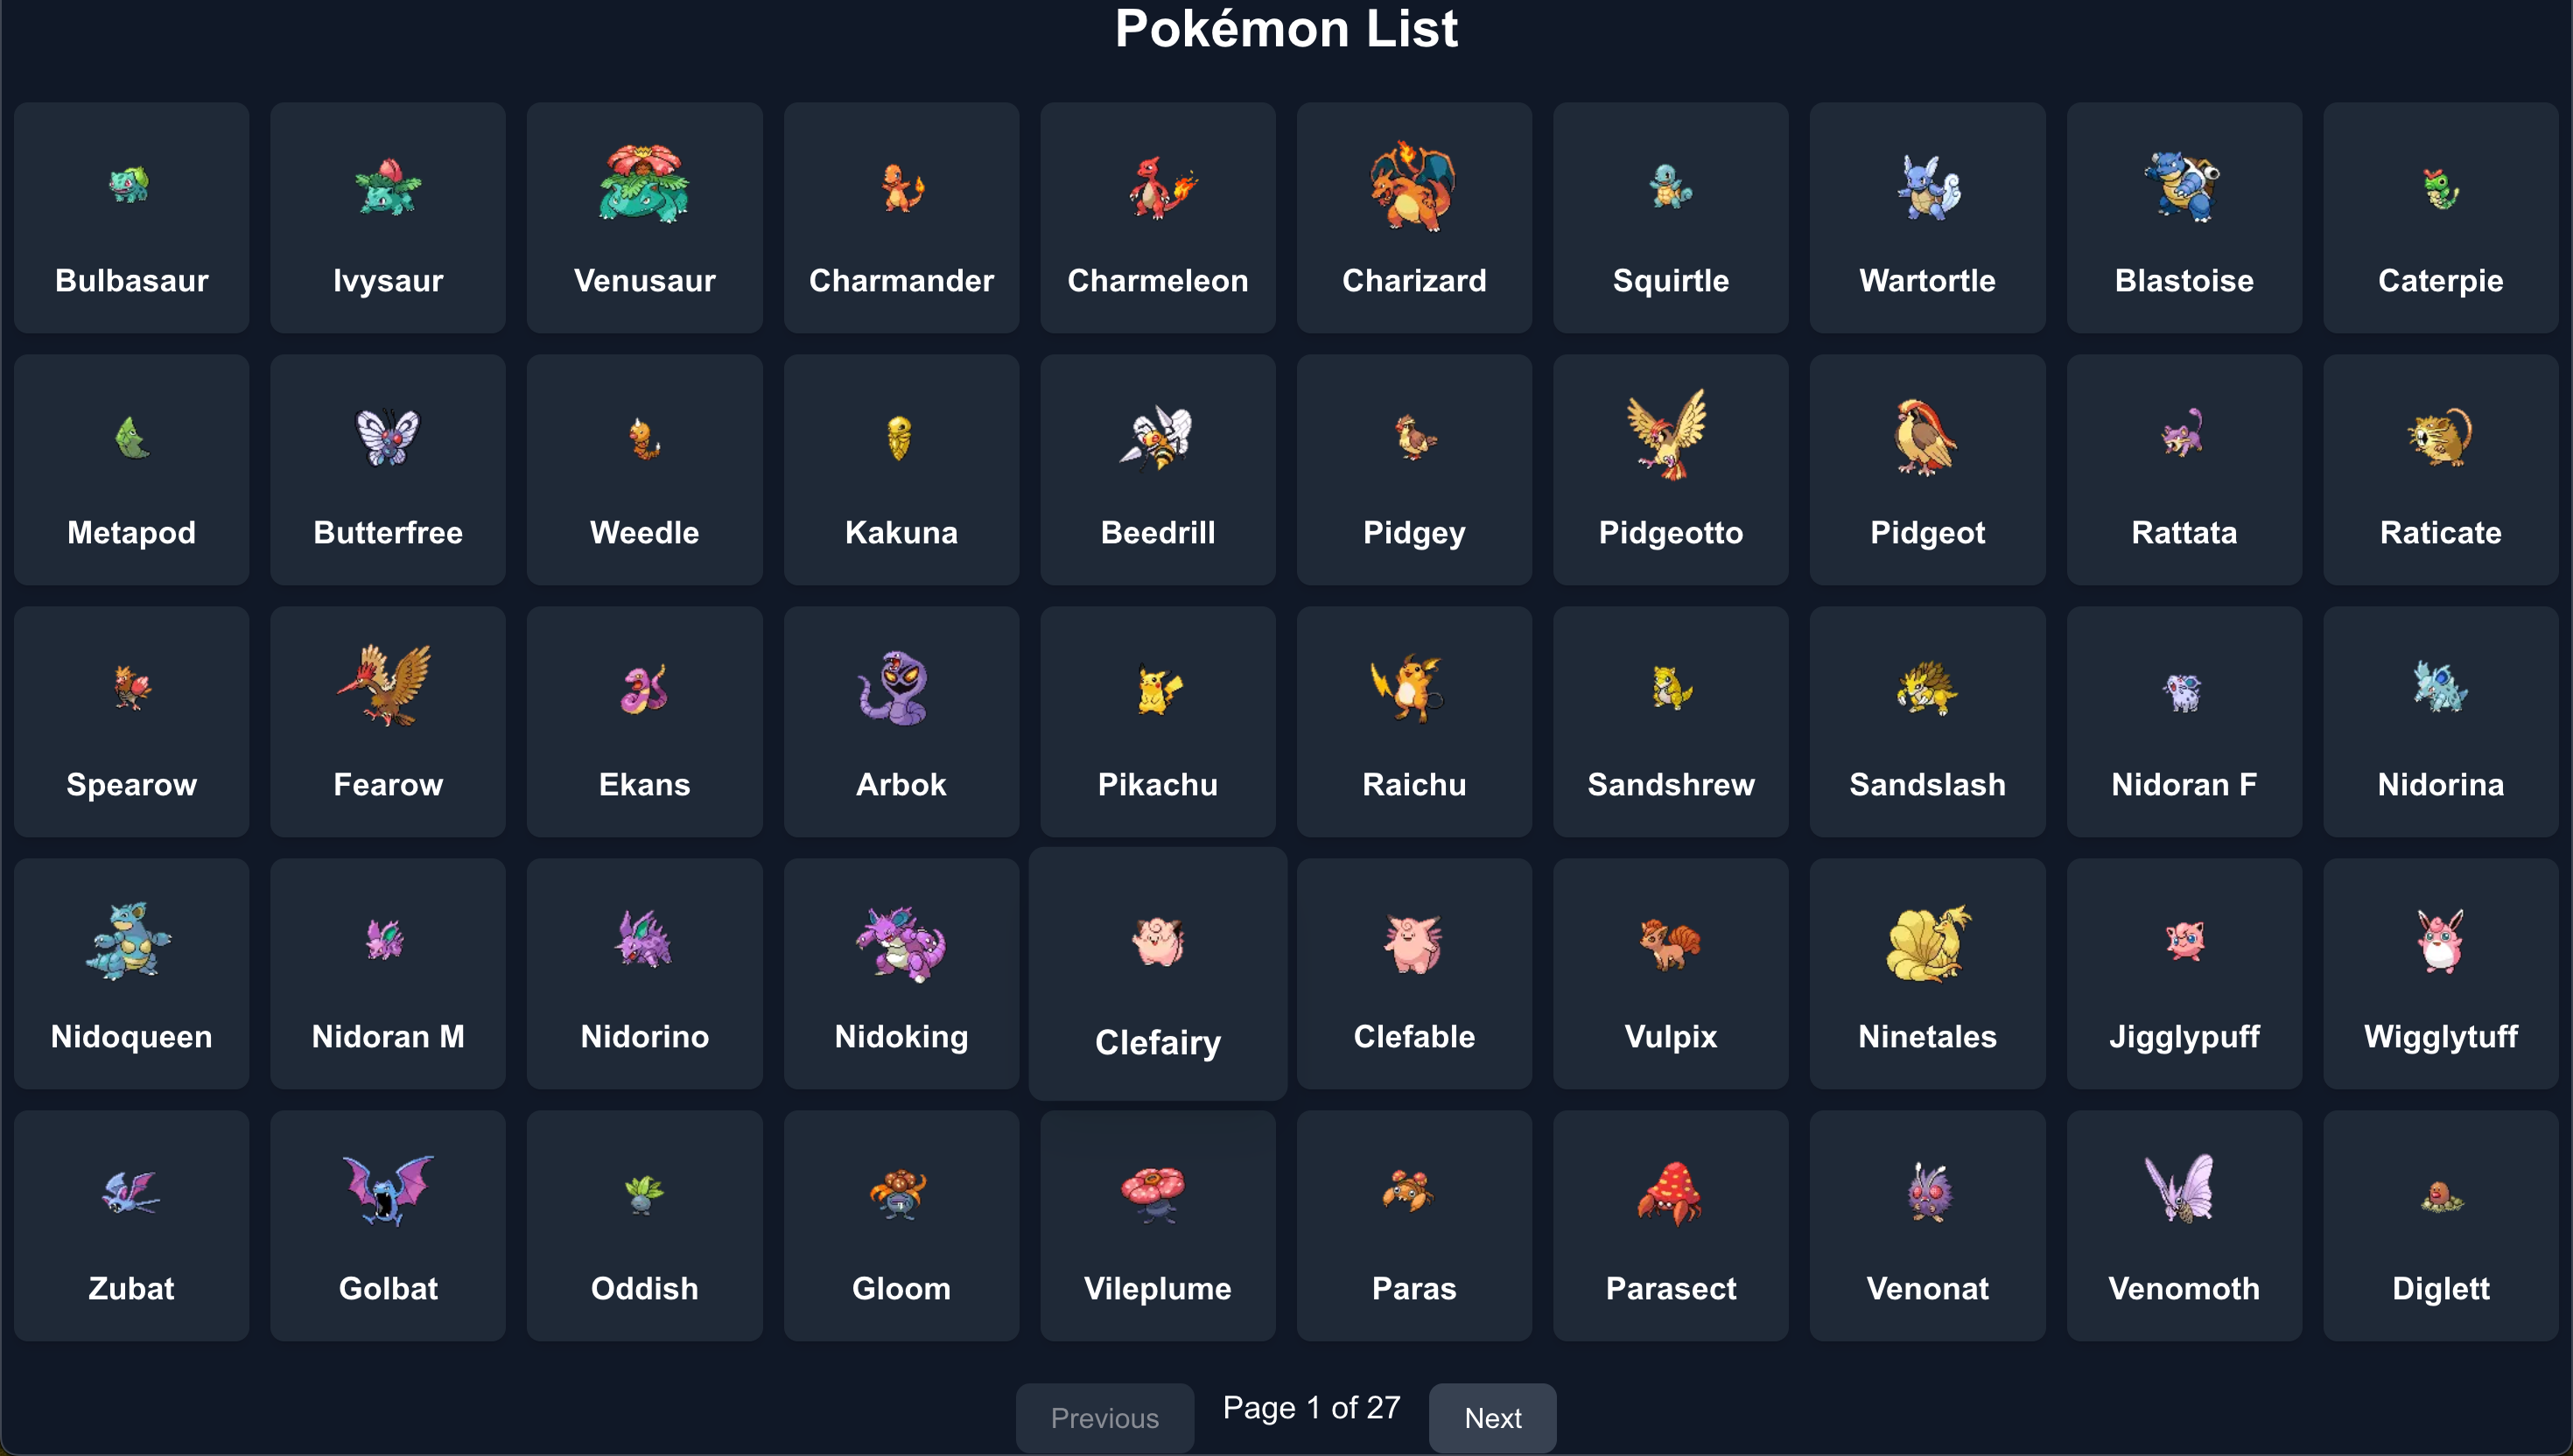 Pokémon List
Bulbasaur Ivysaur Venusaur Charmander Charmeleon Charizard Squirtle Wartortle Blastoise Caterpie
Metapod Butterfree Weedle Kakuna Beedrill Pidgey Pidgeotto Pidgeot Rattata Raticate
Spearow Fearow Ekans Arbok Pikachu Raichu Sandshrew Sandslash Nidoran F Nidorina
Nidoqueen Nidoran M Nidorino Nidoking Clefairy Clefable Vulpix Ninetales Jigglypuff Wigglytuff
Zubat Golbat Oddish Gloom Vileplume Paras Parasect Venonat Venomoth Diglett
Previous Page 1 of 27 Next